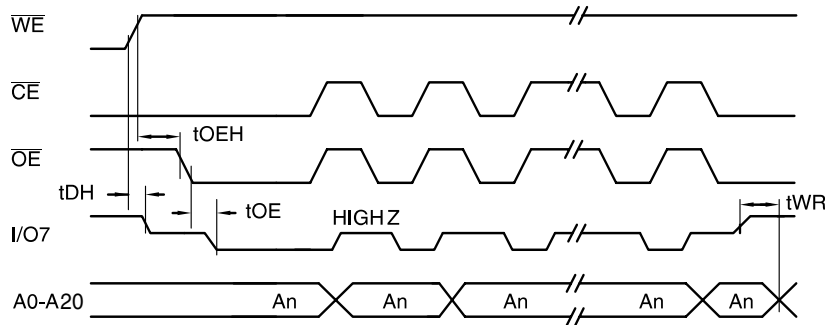 WE
CE
tOEH
OE
tDH
tOE
tWR
I/O7
HIGH Z
A0-A20
An
An
An
An
An